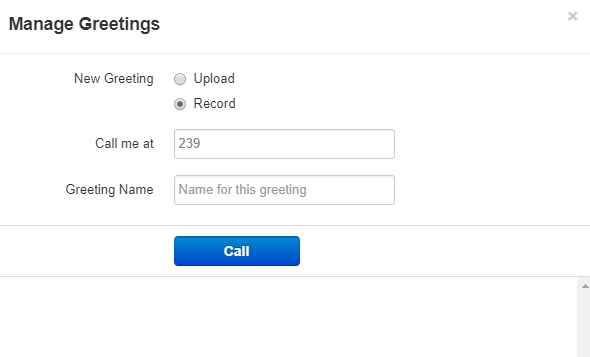 Manage Greetings
×
New Greeting
Upload
Record
Call me at
239
Greeting Name
Name for this greeting
Call